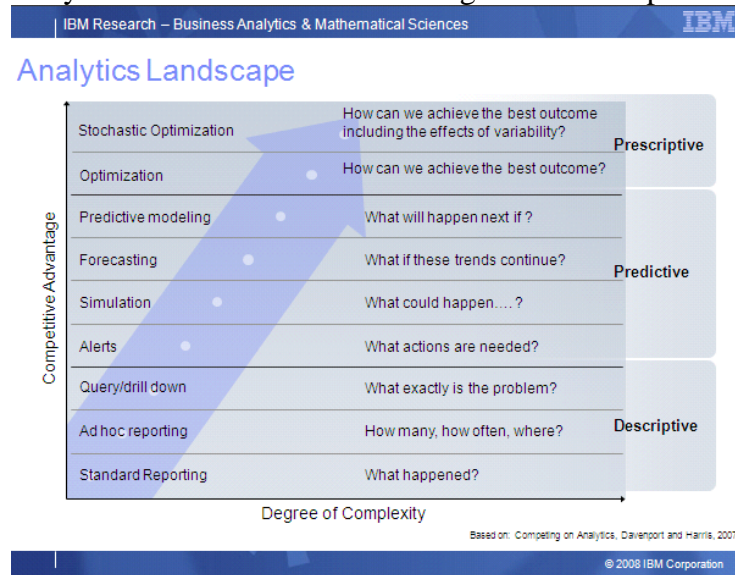 IBM Research – Business Analytics & Mathematical Sciences
IBM
Analytics Landscape
Competitive Advantage
Stochastic Optimization
How can we achieve the best outcome
including the effects of variability?
Prescriptive
Optimization
How can we achieve the best outcome?
Predictive modeling
What will happen next if ?
Forecasting
What if these trends continue?
Predictive
Simulation
What could happen.... ?
Alerts
What actions are needed?
Query/drill down
What exactly is the problem?
Ad hoc reporting
How many, how often, where?
Descriptive
Standard Reporting
What happened?
Degree of Complexity
Based on: Competing on Analytics, Davenport and Harris, 2007
© 2008 IBM Corporation